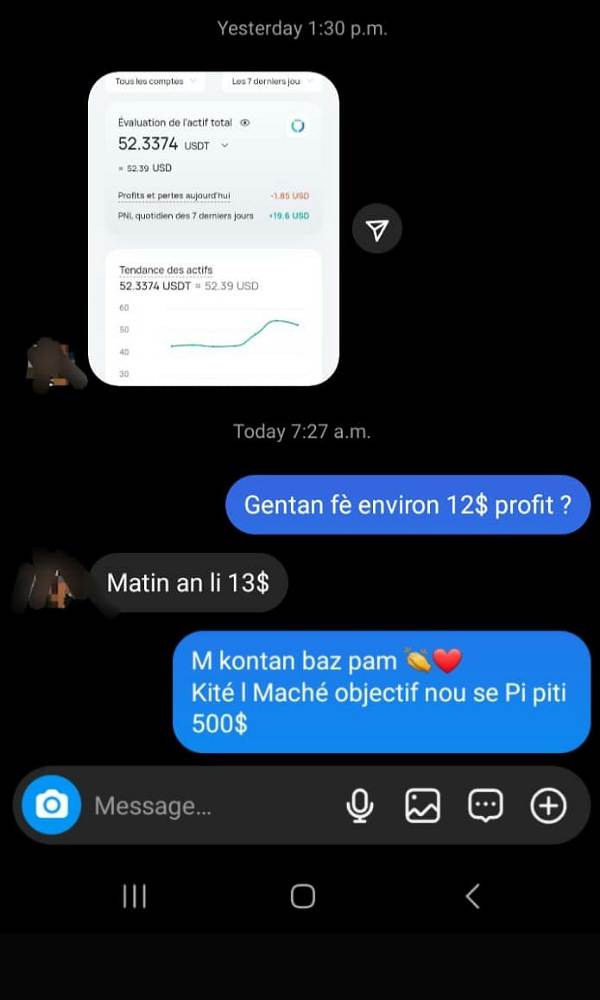 Yesterday 1:30 p.m.
Tous les comptes
Les 7 derniers jou
Évaluation de l'actif total
52.3374 USDT
≈ 52.39 USD
Profits et pertes aujourd'hui
-1.85 USD
PNL quotidien des 7 derniers jours
+19.6 USD
Tendance des actifs
52.3374 USDT ≈ 52.39 USD
60
50
40
30
Today 7:27 a.m.
Gentan fè environ 12$ profit ?
Matin an li 13$
M kontan baz pam 👏❤️
Kité l Maché objectif nou se Pi piti
500$
Message...